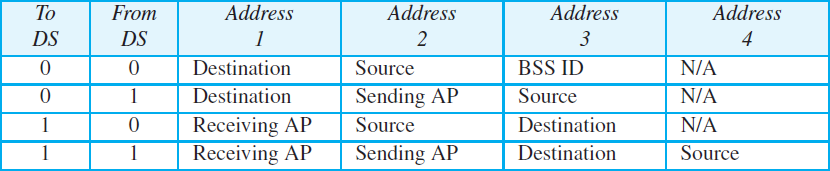 To From Address Address Address Address
DS DS 1 2 3 4
0 0 Destination Source BSS ID N/A
0 1 Destination Sending AP Source N/A
1 0 Receiving AP Source Destination N/A
1 1 Receiving AP Sending AP Destination Source